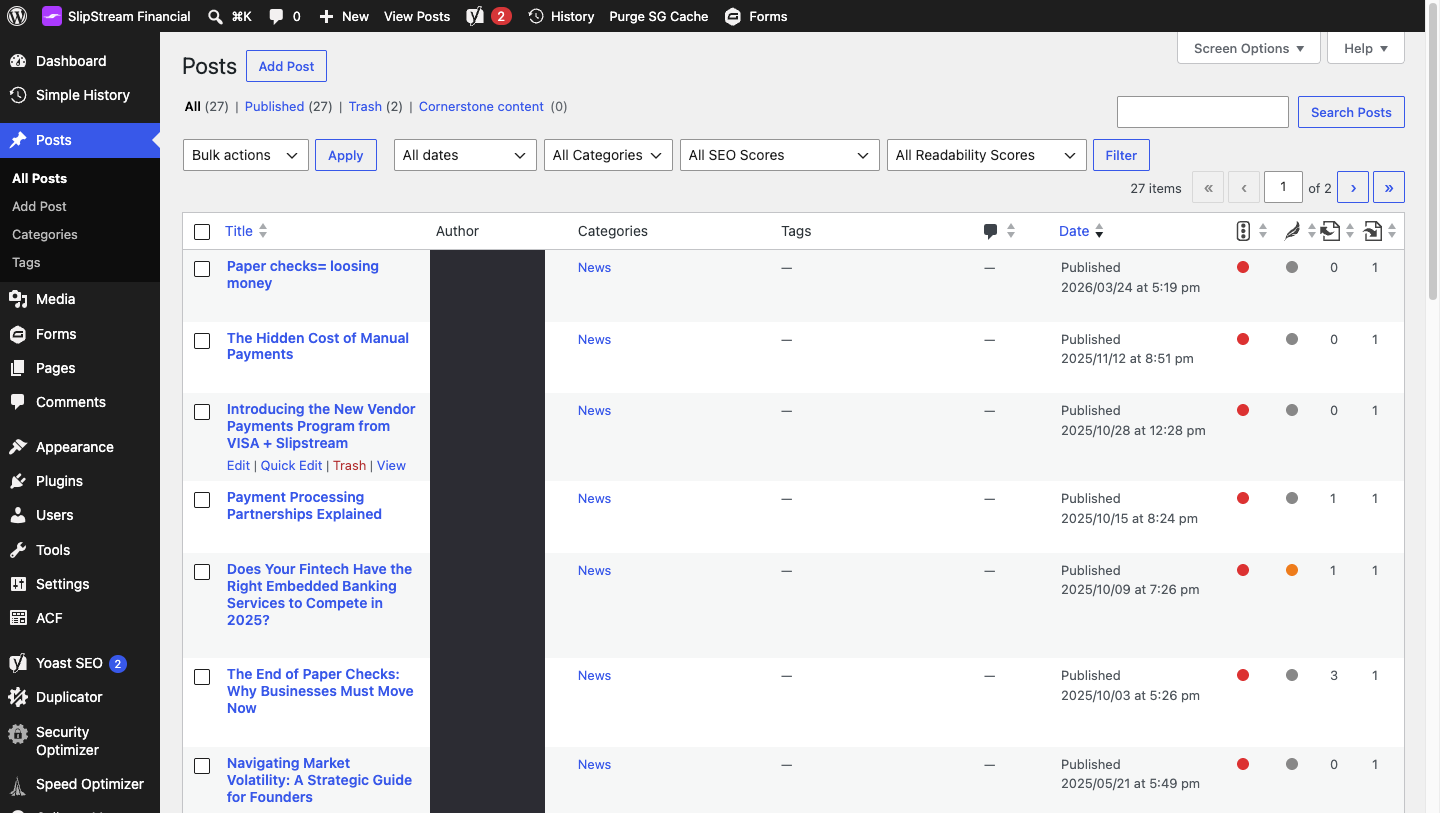 SlipStream Financial ⌘K 0 New View Posts 2 History Purge SG Cache Forms
Dashboard
Simple History
Posts
All Posts
Add Post
Categories
Tags
Media
Forms
Pages
Comments
Appearance
Plugins
Users
Tools
Settings
ACF
Yoast SEO 2
Duplicator
Security
Optimizer
Speed Optimizer
Screen Options Help
Posts Add Post
All (27) | Published (27) | Trash (2) | Cornerstone content (0)
Search Posts
Bulk actions Apply All dates All Categories All SEO Scores All Readability Scores Filter
27 items « ‹ 1 of 2 › »
Title Author Categories Tags Date
Paper checks= loosing
money
News — — Published
2026/03/24 at 5:19 pm
0 1
The Hidden Cost of Manual
Payments
News — — Published
2025/11/12 at 8:51 pm
0 1
Introducing the New Vendor
Payments Program from
VISA + Slipstream
Edit | Quick Edit | Trash | View
News — — Published
2025/10/28 at 12:28 pm
0 1
Payment Processing
Partnerships Explained
News — — Published
2025/10/15 at 8:24 pm
1 1
Does Your Fintech Have the
Right Embedded Banking
Services to Compete in
2025?
News — — Published
2025/10/09 at 7:26 pm
1 1
The End of Paper Checks:
Why Businesses Must Move
Now
News — — Published
2025/10/03 at 5:26 pm
3 1
Navigating Market
Volatility: A Strategic Guide
for Founders
News — — Published
2025/05/21 at 5:49 pm
0 1